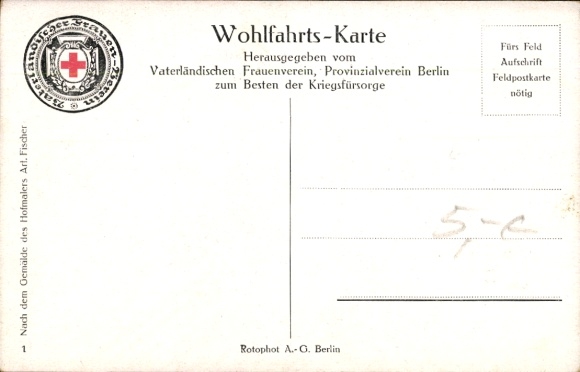 Vaterländischer Frauen-Verein
Wohlfahrts-Karte
Herausgegeben vom
Vaterländischen Frauenverein, Provinzialverein Berlin
zum Besten der Kriegsfürsorge
Fürs Feld
Aufschrift
Feldpostkarte
nötig
Nach dem Gemälde des Hofmalers Art. Fischer
5,-€
1
Rotophot A.-G. Berlin